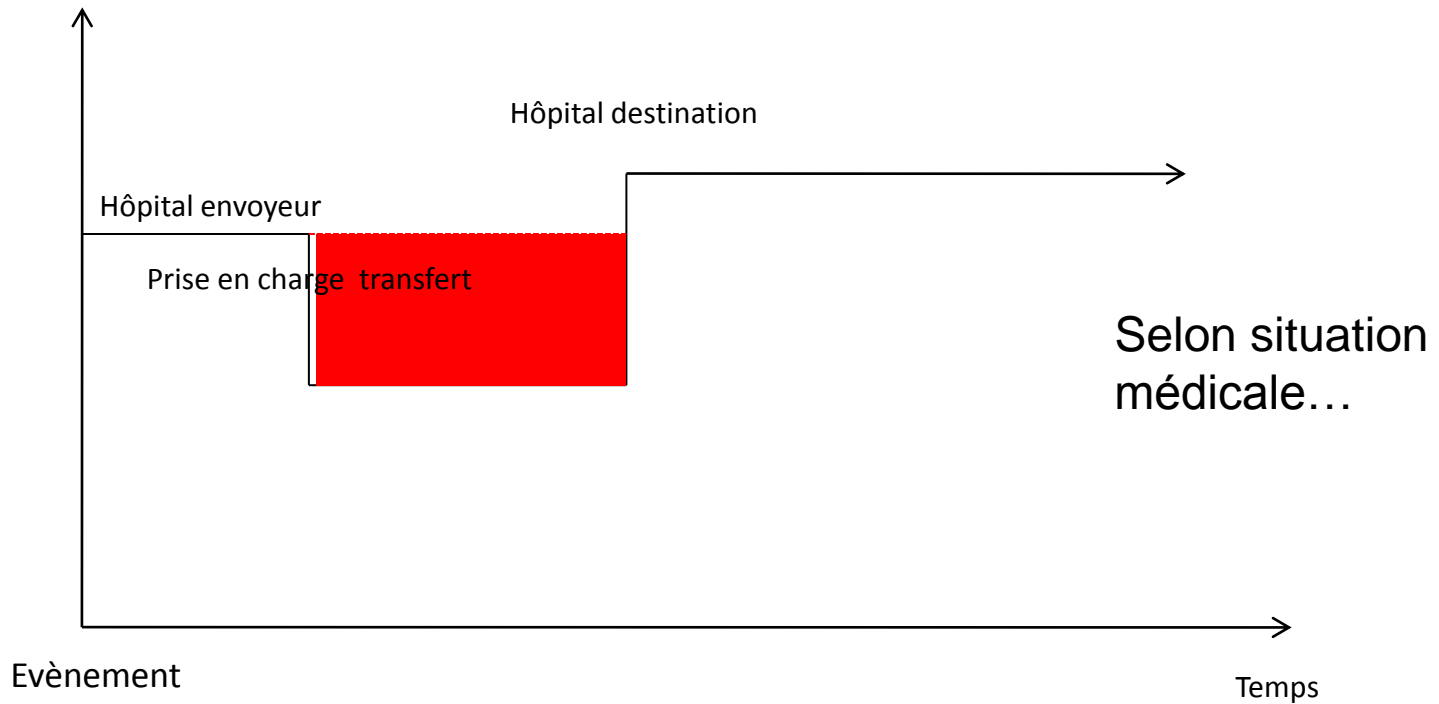 Hôpital destination
Hôpital envoyeur
Prise en charge  transfert
Selon situation
médicale…
Evènement
Temps